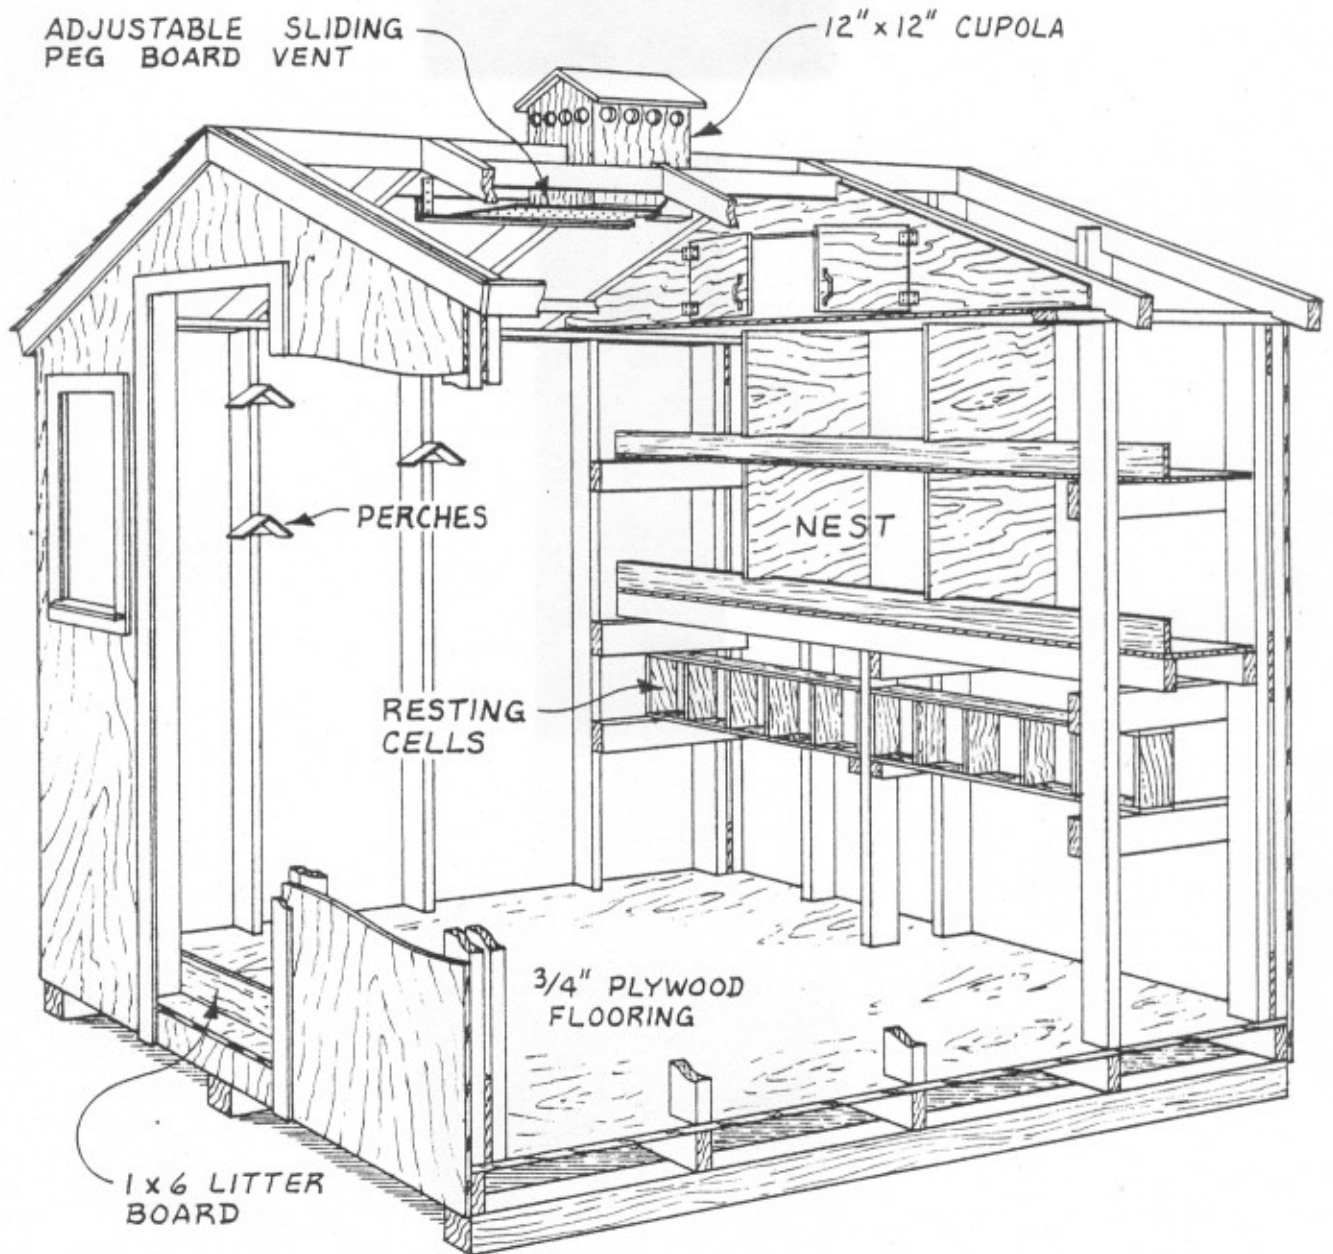 ADJUSTABLE SLIDING
PEG BOARD VENT
12" x 12" CUPOLA
PERCHES
NEST
RESTING
CELLS
3/4" PLYWOOD
FLOORING
1 x 6 LITTER
BOARD